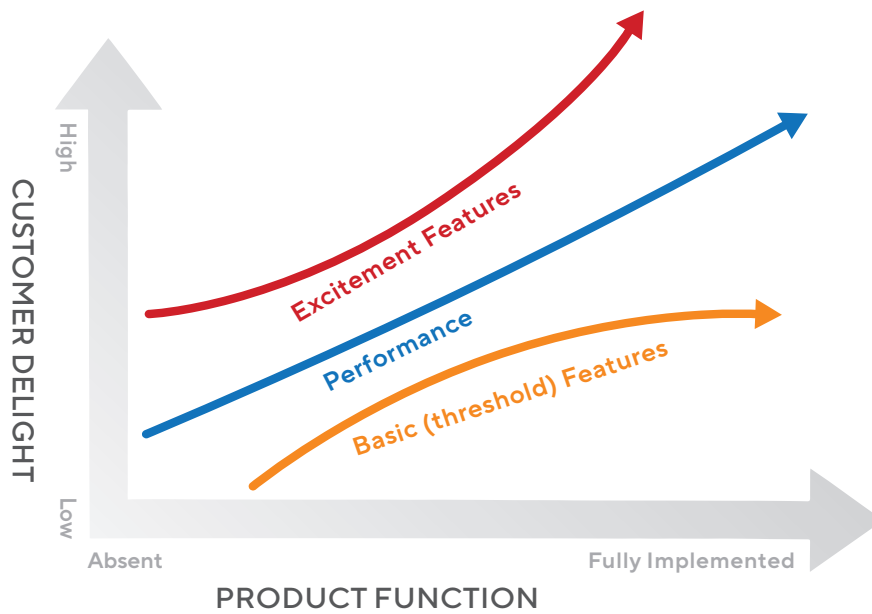 High
CUSTOMER DELIGHT
Low
Excitement Features
Performance
Basic (threshold) Features
Absent
Fully Implemented
PRODUCT FUNCTION